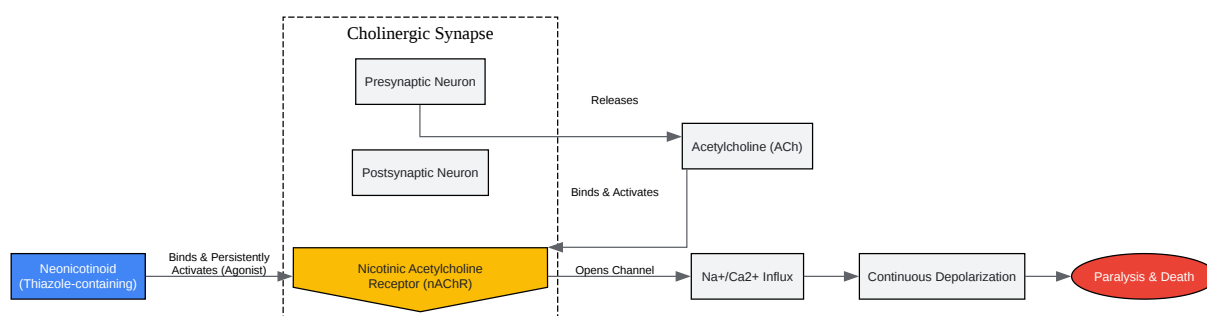 Cholinergic Synapse
Presynaptic Neuron
Releases
Acetylcholine (ACh)
Postsynaptic Neuron
Binds & Activates
Neonicotinoid
(Thiazole-containing)
Binds & Persistently
Activates (Agonist)
Nicotinic Acetylcholine
Receptor (nAChR)
Opens Channel
Na+/Ca2+ Influx
Continuous Depolarization
Paralysis & Death